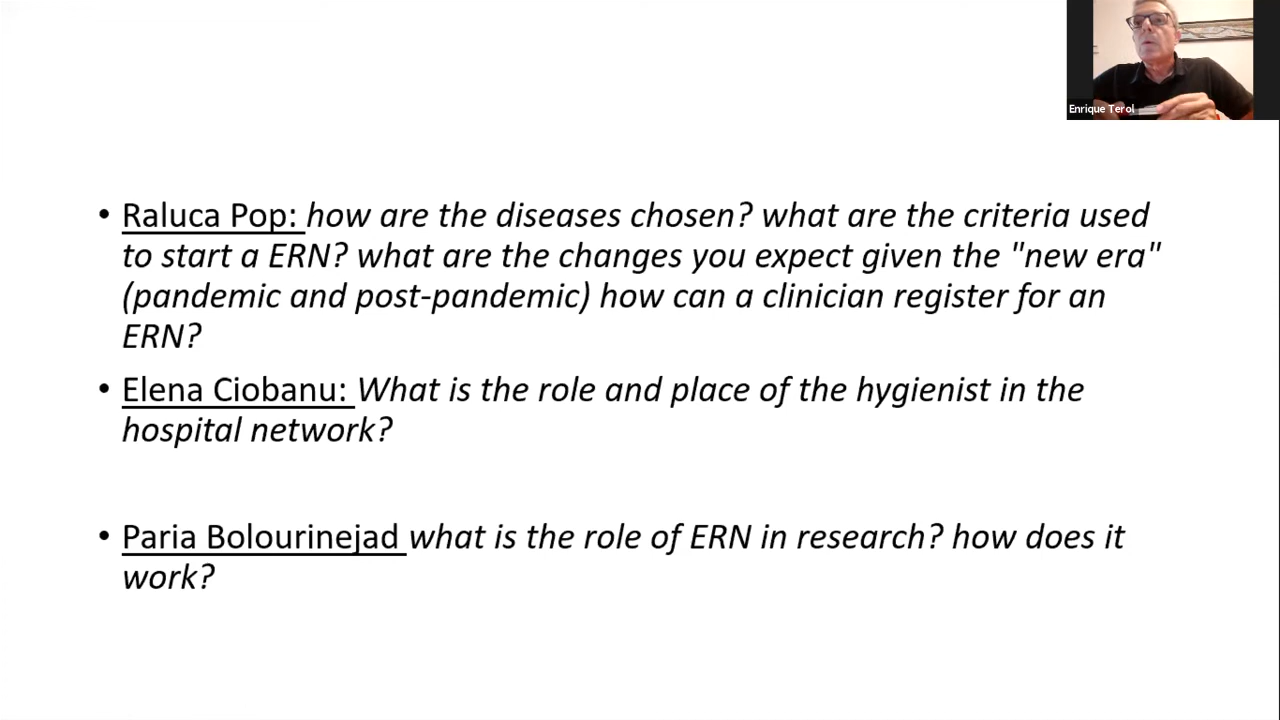 Enrique Terol
• Raluca Pop: how are the diseases chosen? what are the criteria used
to start a ERN? what are the changes you expect given the "new era"
(pandemic and post-pandemic) how can a clinician register for an
ERN?
• Elena Ciobanu: What is the role and place of the hygienist in the
hospital network?
• Paria Bolourinejad what is the role of ERN in research? how does it
work?